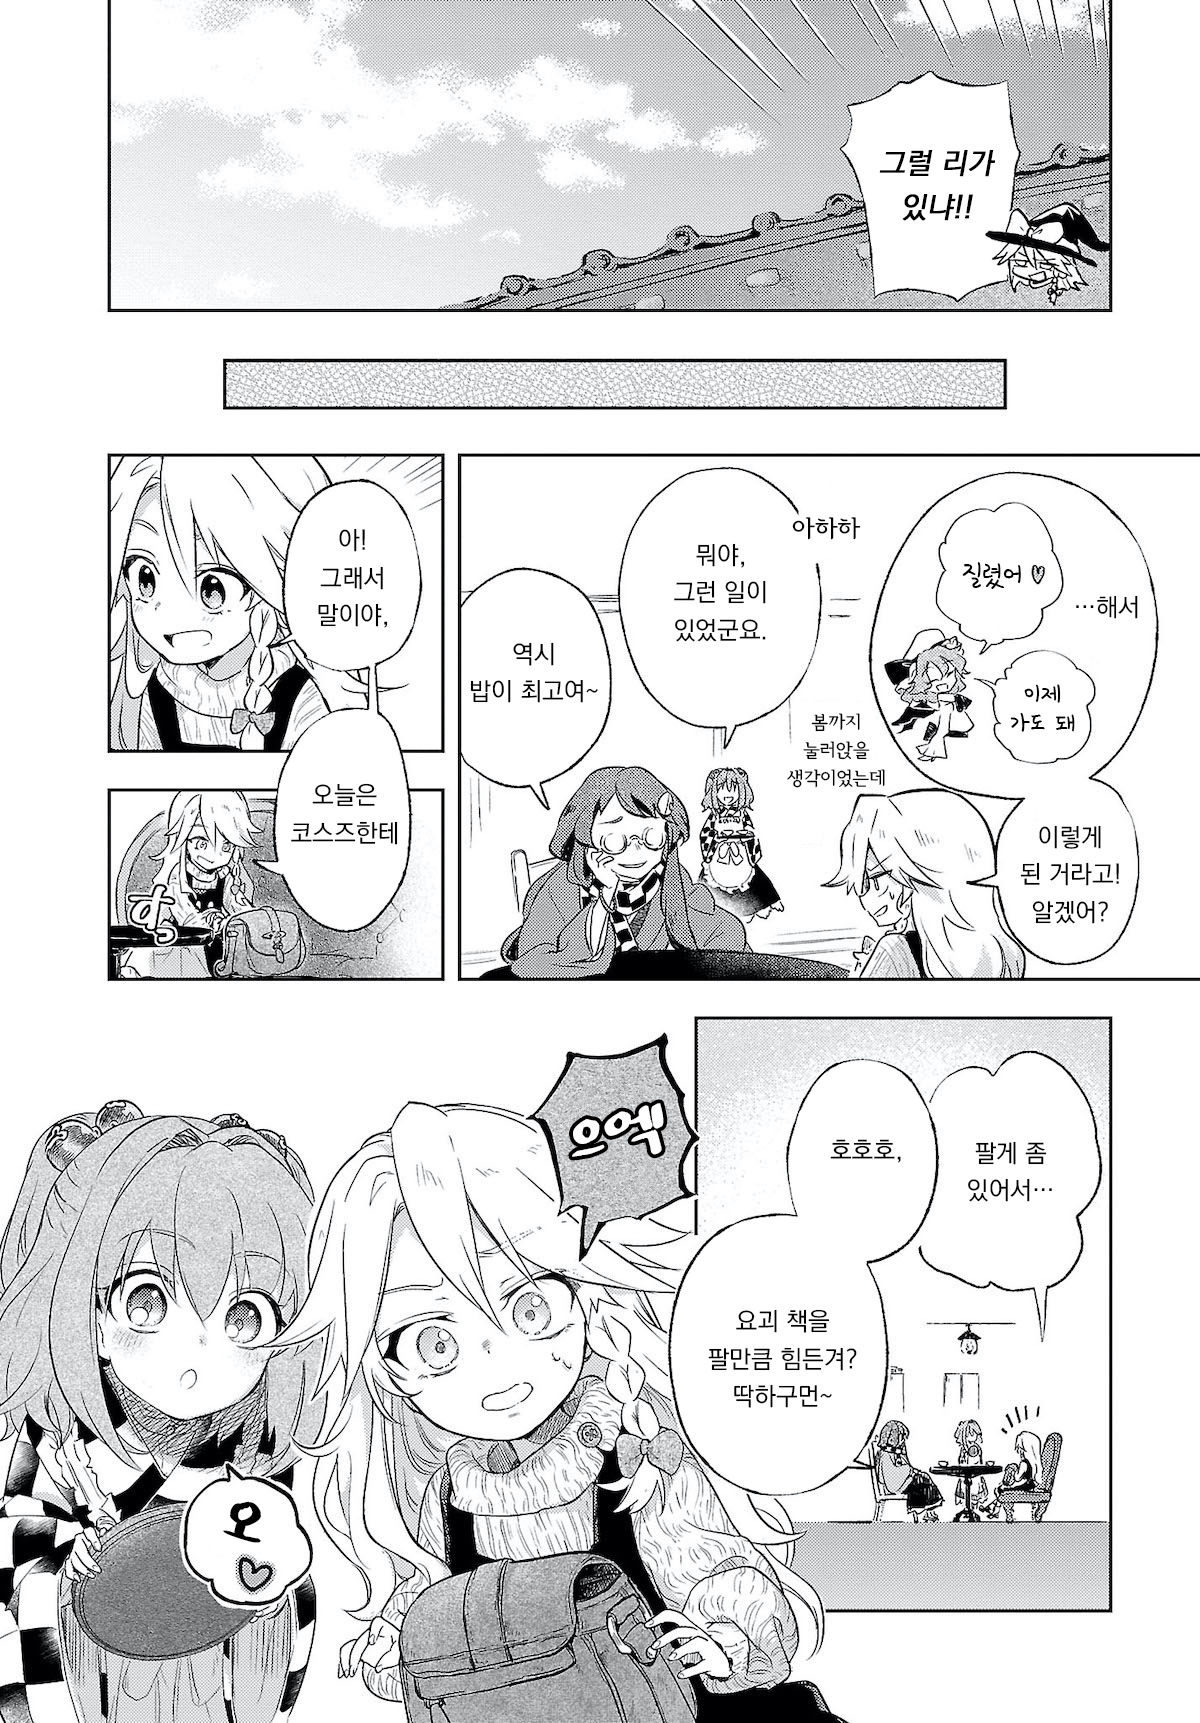 그럴 리가
있냐!!
…해서
질렸어 ♡
이제
가도 돼
이렇게
된 거라고!
알겠어?
아하하
뭐야,
그런 일이
있었군요.
봄까지
눌러앉을
생각이었는데
역시
밥이 최고여~
아!
그래서
말이야,
오늘은
코스즈한테
すっ
팔게 좀
있어서…
호호호,
요괴 책을
팔만큼 힘든겨?
딱하구먼~
으엑
오
♡